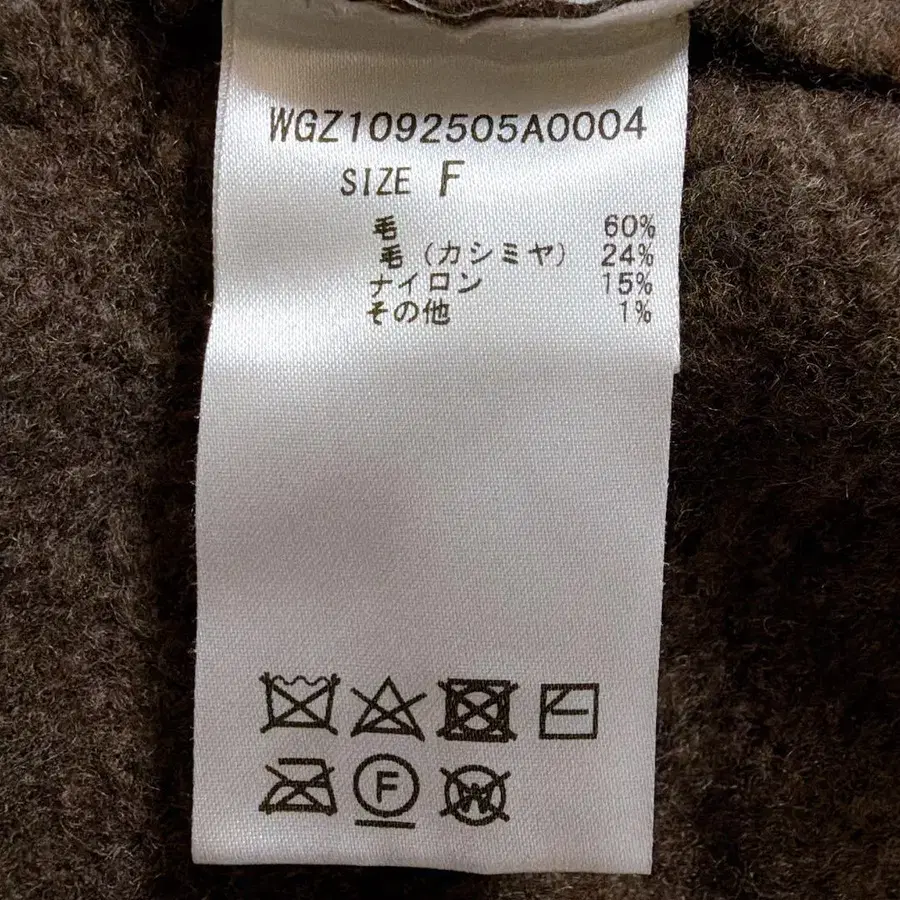 WGZ1092505A0004
SIZE F
毛 60%
毛 (カシミヤ) 24%
ナイロン 15%
その他 1%
F
W